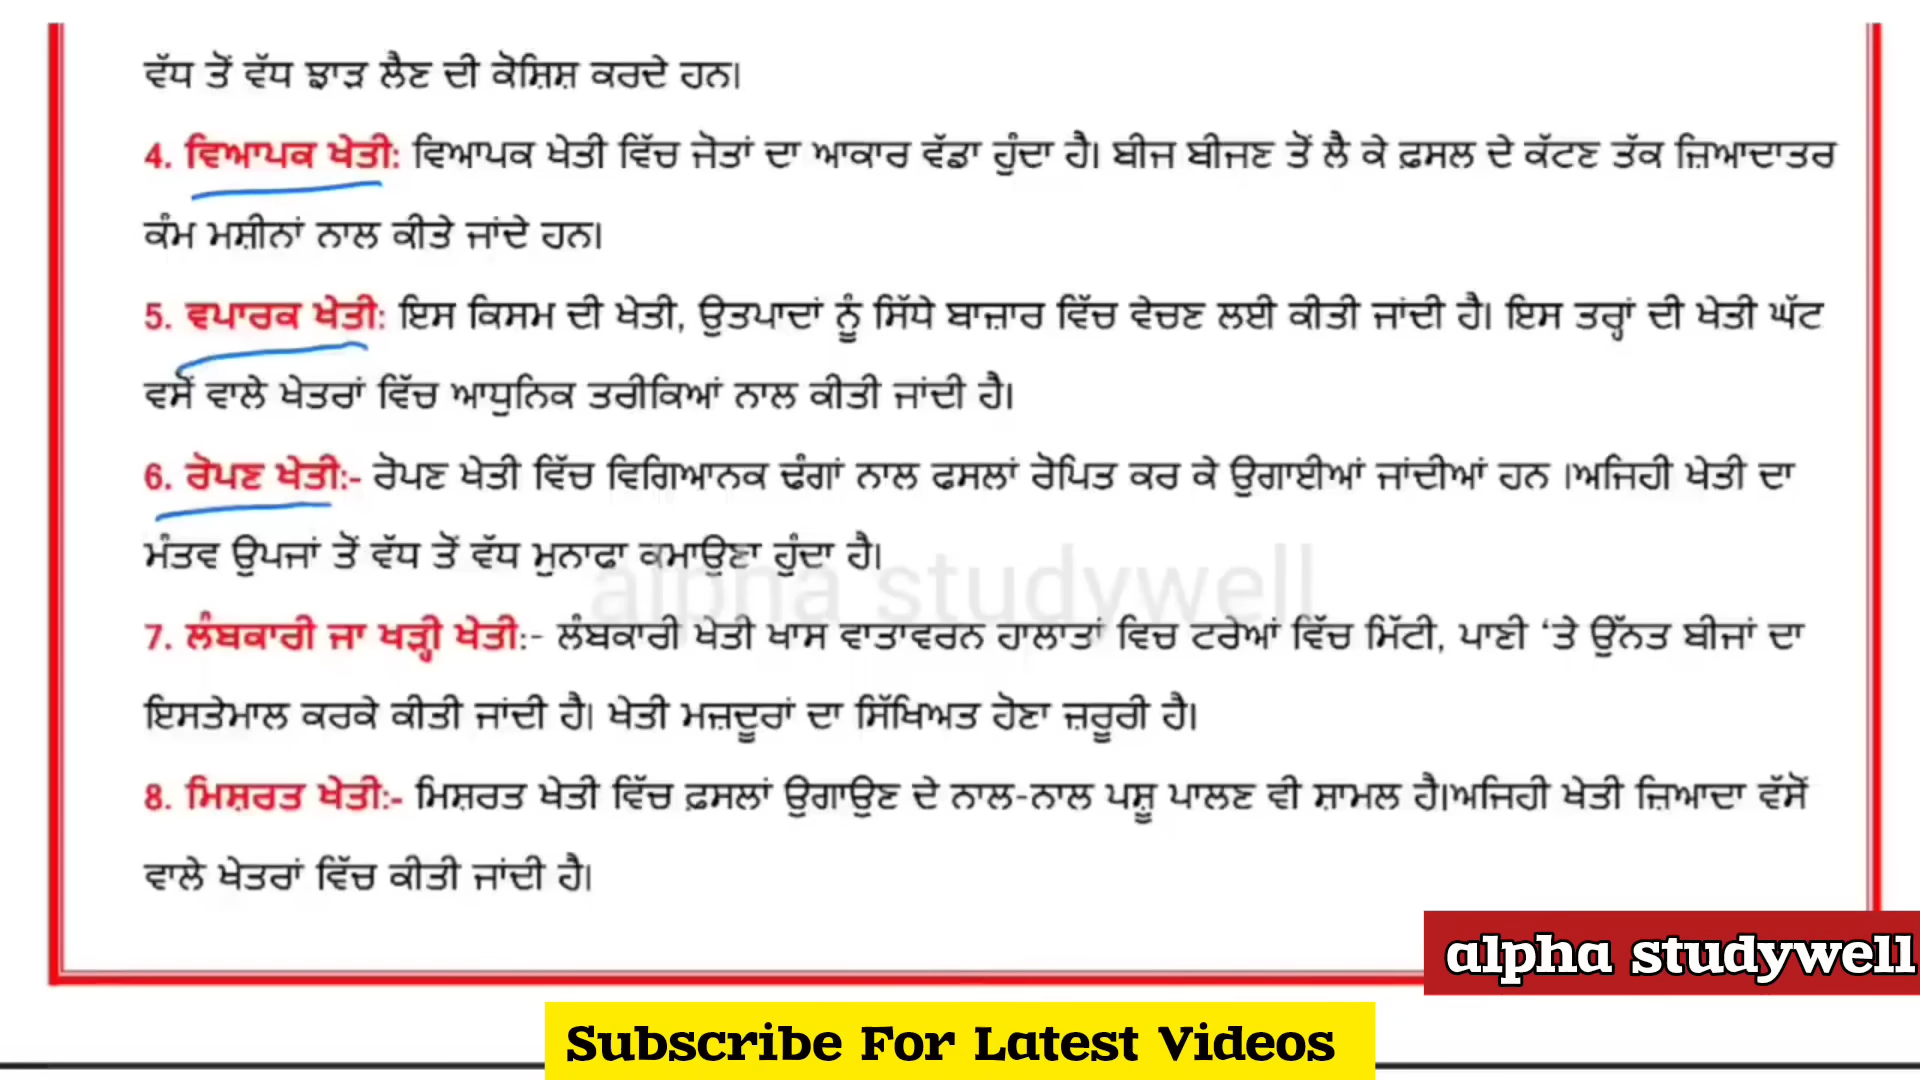 ਵੱਧ ਤੋਂ ਵੱਧ ਝਾੜ ਲੈਣ ਦੀ ਕੋਸ਼ਿਸ਼ ਕਰਦੇ ਹਨ।
4. ਵਿਆਪਕ ਖੇਤੀ: ਵਿਆਪਕ ਖੇਤੀ ਵਿੱਚ ਜੋਤਾਂ ਦਾ ਆਕਾਰ ਵੱਡਾ ਹੁੰਦਾ ਹੈ। ਬੀਜ ਬੀਜਣ ਤੋਂ ਲੈ ਕੇ ਫ਼ਸਲ ਦੇ ਕੱਟਣ ਤੱਕ ਜ਼ਿਆਦਾਤਰ
ਕੰਮ ਮਸ਼ੀਨਾਂ ਨਾਲ ਕੀਤੇ ਜਾਂਦੇ ਹਨ।
5. ਵਪਾਰਕ ਖੇਤੀ: ਇਸ ਕਿਸਮ ਦੀ ਖੇਤੀ, ਉਤਪਾਦਾਂ ਨੂੰ ਸਿੱਧੇ ਬਾਜ਼ਾਰ ਵਿੱਚ ਵੇਚਣ ਲਈ ਕੀਤੀ ਜਾਂਦੀ ਹੈ। ਇਸ ਤਰ੍ਹਾਂ ਦੀ ਖੇਤੀ ਘੱਟ
ਵਸੋਂ ਵਾਲੇ ਖੇਤਰਾਂ ਵਿੱਚ ਆਧੁਨਿਕ ਤਰੀਕਿਆਂ ਨਾਲ ਕੀਤੀ ਜਾਂਦੀ ਹੈ।
6. ਰੋਪਣ ਖੇਤੀ:- ਰੋਪਣ ਖੇਤੀ ਵਿੱਚ ਵਿਗਿਆਨਕ ਢੰਗਾਂ ਨਾਲ ਫਸਲਾਂ ਰੋਪਿਤ ਕਰ ਕੇ ਉਗਾਈਆਂ ਜਾਂਦੀਆਂ ਹਨ ।ਅਜਿਹੀ ਖੇਤੀ ਦਾ
ਮੰਤਵ ਉਪਜਾਂ ਤੋਂ ਵੱਧ ਤੋਂ ਵੱਧ ਮੁਨਾਫਾ ਕਮਾਉਣਾ ਹੁੰਦਾ ਹੈ।
alpha studywell
7. ਲੰਬਕਾਰੀ ਜਾ ਖੜ੍ਹੀ ਖੇਤੀ:- ਲੰਬਕਾਰੀ ਖੇਤੀ ਖਾਸ ਵਾਤਾਵਰਨ ਹਾਲਾਤਾਂ ਵਿਚ ਟਰੇਆਂ ਵਿੱਚ ਮਿੱਟੀ, ਪਾਣੀ ‘ਤੇ ਉੱਨਤ ਬੀਜਾਂ ਦਾ
ਇਸਤੇਮਾਲ ਕਰਕੇ ਕੀਤੀ ਜਾਂਦੀ ਹੈ। ਖੇਤੀ ਮਜ਼ਦੂਰਾਂ ਦਾ ਸਿੱਖਿਅਤ ਹੋਣਾ ਜ਼ਰੂਰੀ ਹੈ।
8. ਮਿਸ਼ਰਤ ਖੇਤੀ:- ਮਿਸ਼ਰਤ ਖੇਤੀ ਵਿੱਚ ਫ਼ਸਲਾਂ ਉਗਾਉਣ ਦੇ ਨਾਲ-ਨਾਲ ਪਸ਼ੂ ਪਾਲਣ ਵੀ ਸ਼ਾਮਲ ਹੈ।ਅਜਿਹੀ ਖੇਤੀ ਜ਼ਿਆਦਾ ਵੱਸੋਂ
ਵਾਲੇ ਖੇਤਰਾਂ ਵਿੱਚ ਕੀਤੀ ਜਾਂਦੀ ਹੈ।
alpha studywell
Subscribe For Latest Videos